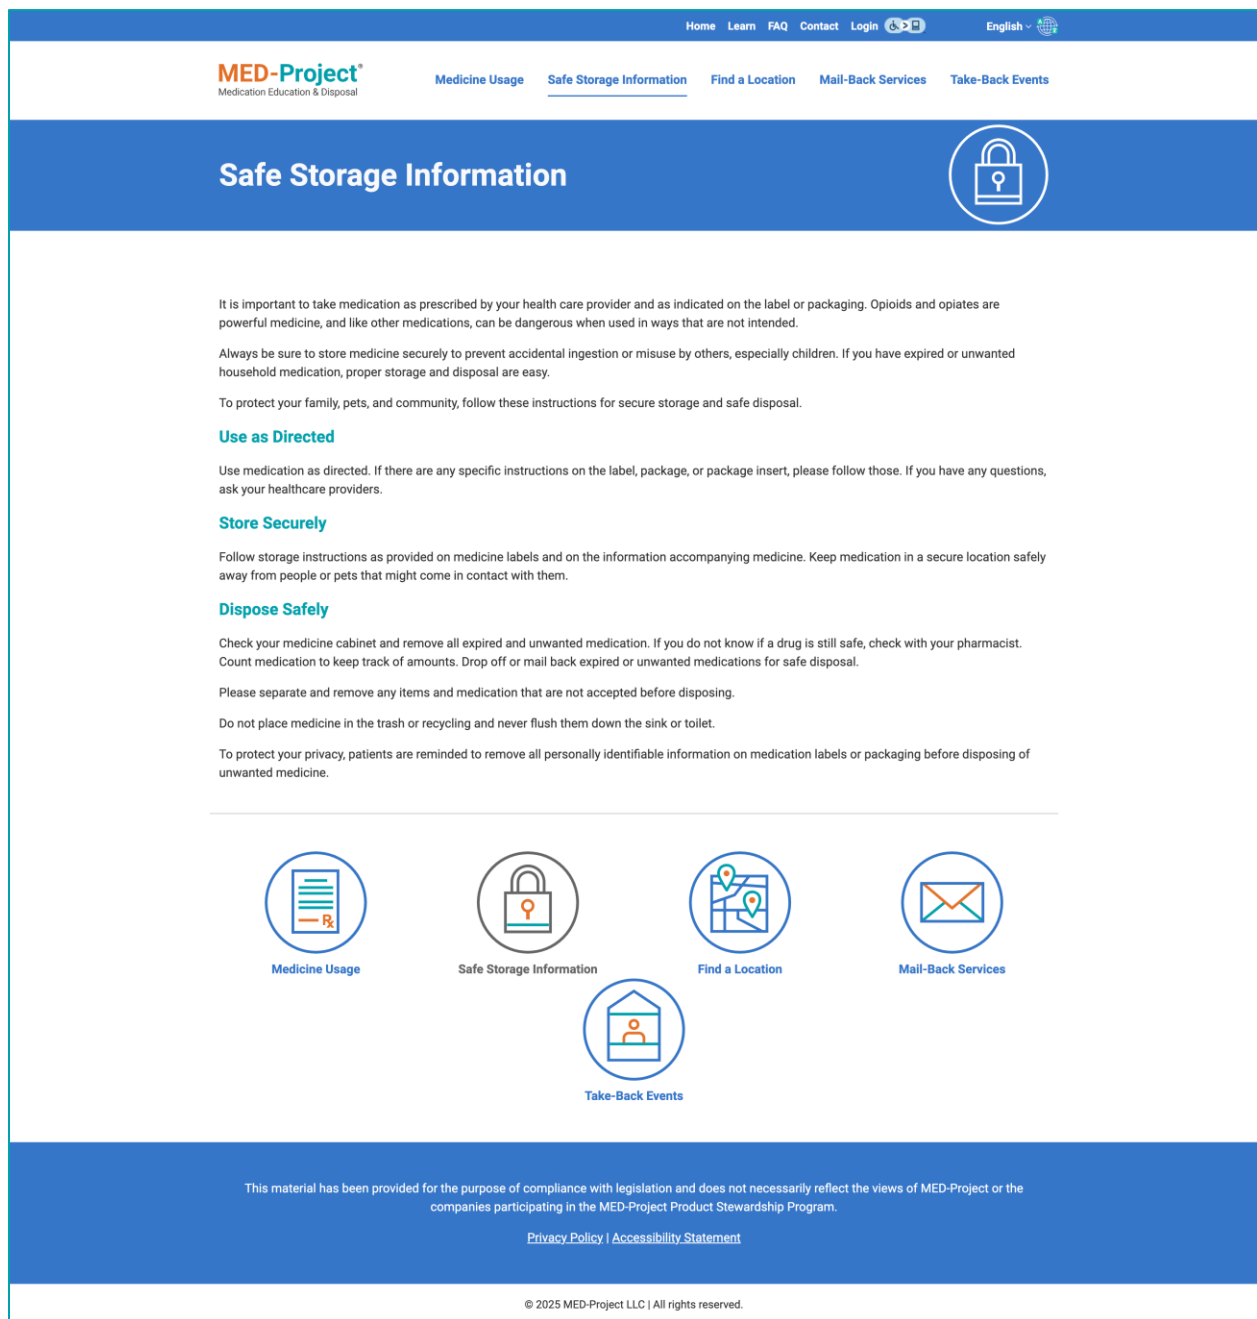 Home Learn FAQ Contact Login English
MED-Project®
Medication Education & Disposal
Medicine Usage Safe Storage Information Find a Location Mail-Back Services Take-Back Events
Safe Storage Information
It is important to take medication as prescribed by your health care provider and as indicated on the label or packaging. Opioids and opiates are
powerful medicine, and like other medications, can be dangerous when used in ways that are not intended.
Always be sure to store medicine securely to prevent accidental ingestion or misuse by others, especially children. If you have expired or unwanted
household medication, proper storage and disposal are easy.
To protect your family, pets, and community, follow these instructions for secure storage and safe disposal.
Use as Directed
Use medication as directed. If there are any specific instructions on the label, package, or package insert, please follow those. If you have any questions,
ask your healthcare providers.
Store Securely
Follow storage instructions as provided on medicine labels and on the information accompanying medicine. Keep medication in a secure location safely
away from people or pets that might come in contact with them.
Dispose Safely
Check your medicine cabinet and remove all expired and unwanted medication. If you do not know if a drug is still safe, check with your pharmacist.
Count medication to keep track of amounts. Drop off or mail back expired or unwanted medications for safe disposal.
Please separate and remove any items and medication that are not accepted before disposing.
Do not place medicine in the trash or recycling and never flush them down the sink or toilet.
To protect your privacy, patients are reminded to remove all personally identifiable information on medication labels or packaging before disposing of
unwanted medicine.
Rx
Medicine Usage Safe Storage Information Find a Location Mail-Back Services
Take-Back Events
This material has been provided for the purpose of compliance with legislation and does not necessarily reflect the views of MED-Project or the
companies participating in the MED-Project Product Stewardship Program.
Privacy Policy | Accessibility Statement
© 2025 MED-Project LLC | All rights reserved.